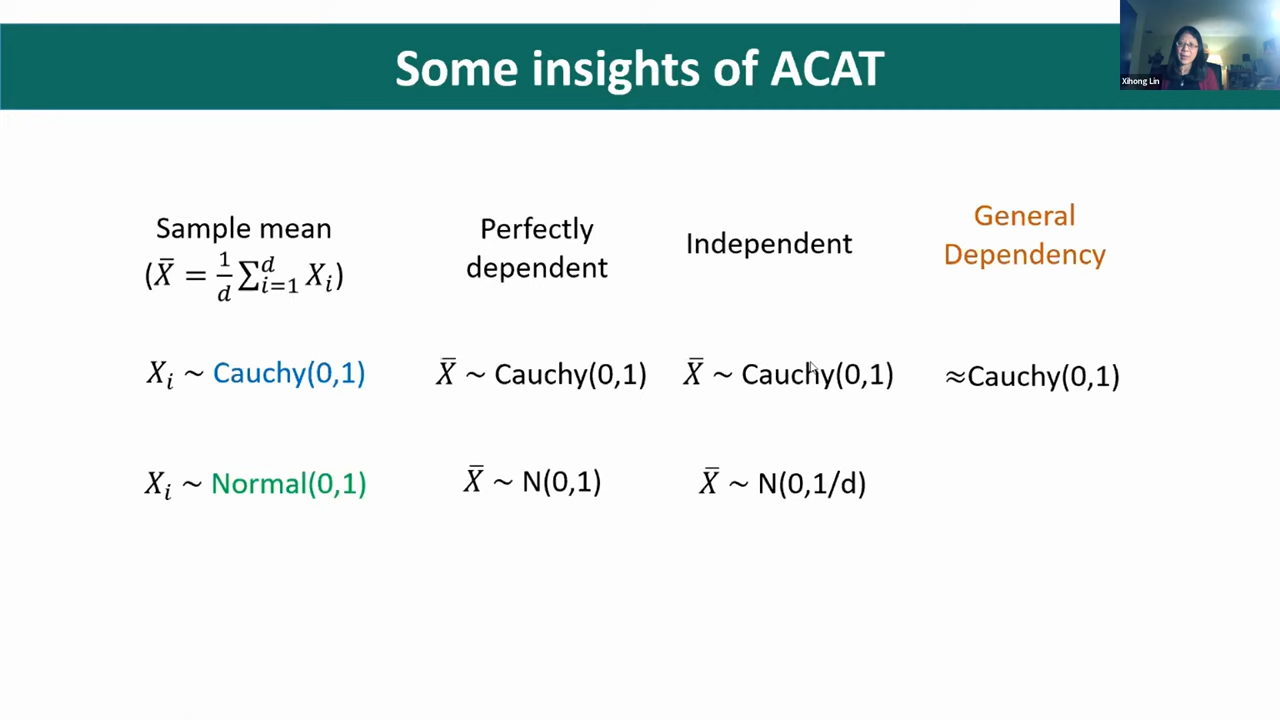 Some insights of ACAT
Xihong Lin
Sample mean
(X̄ = 1/d ∑ᵈᵢ₌₁ Xᵢ)
Perfectly
dependent
Independent
General
Dependency
Xᵢ ~ Cauchy(0,1)
X̄ ~ Cauchy(0,1)
X̄ ~ Cauchy(0,1)
≈Cauchy(0,1)
Xᵢ ~ Normal(0,1)
X̄ ~ N(0,1)
X̄ ~ N(0,1/d)